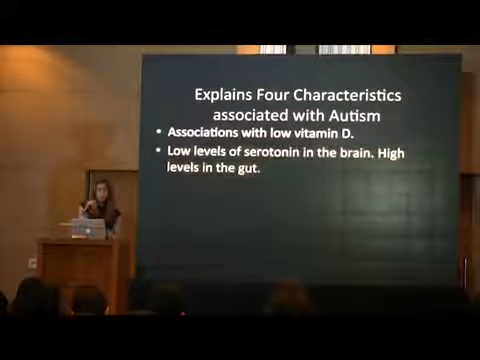 Explains Four Characteristics
associated with Autism
• Associations with low vitamin D.
• Low levels of serotonin in the brain. High
levels in the gut.